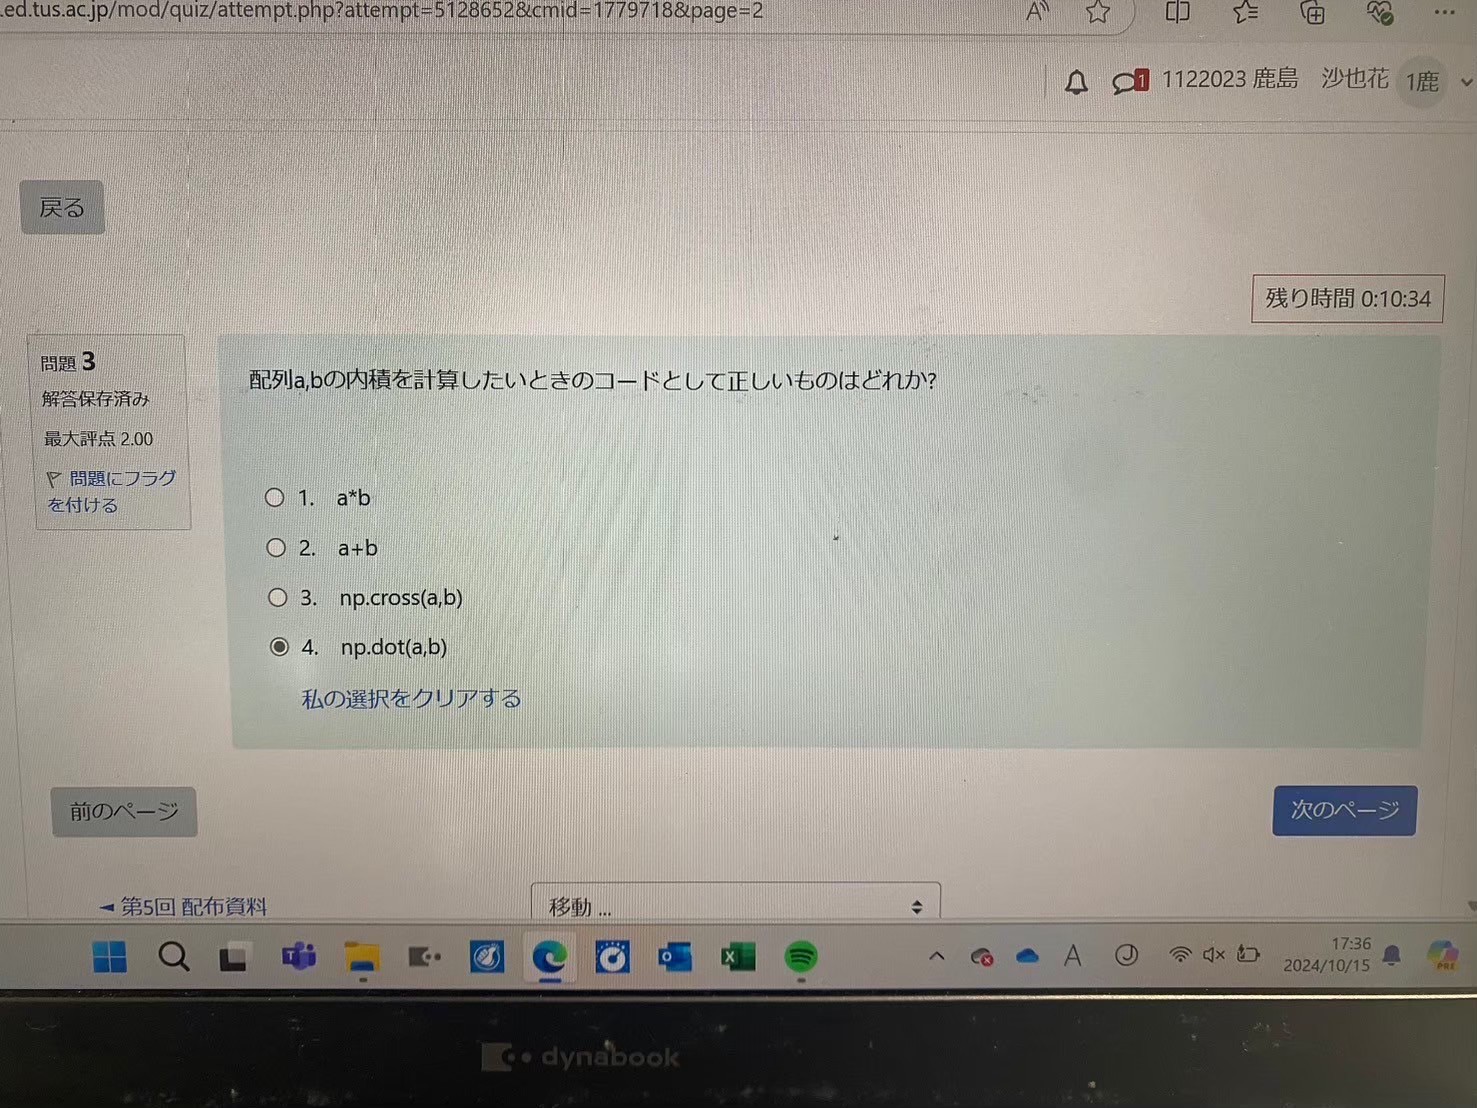 .ed.tus.ac.jp/mod/quiz/attempt.php?attempt=5128652&cmid=1779718&page=2
1 1122023 鹿島 沙也花 1鹿
戻る
残り時間 0:10:34
問題 3
解答保存済み
最大評点 2.00
問題にフラグ
を付ける
配列a,bの内積を計算したいときのコードとして正しいものはどれか?
1. a*b
2. a+b
3. np.cross(a,b)
4. np.dot(a,b)
私の選択をクリアする
前のページ
次のページ
◄ 第5回 配布資料
移動 ...
17:36
2024/10/15
dynabook